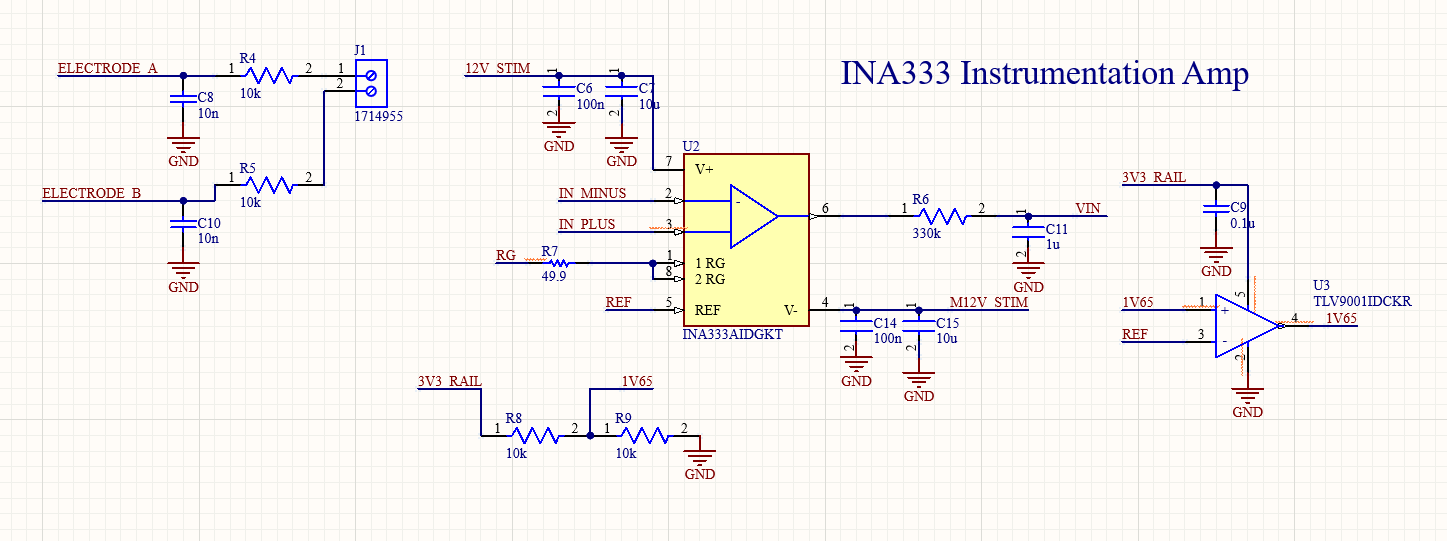 INA333 Instrumentation Amp
J1
ELECTRODE_A
R4
1
2
1
2
10k
C8
10n
1714955
GND
ELECTRODE_B
R5
1
2
10k
C10
10n
GND
12V_STIM
1
C6
100n
2
GND
1
C7
10u
2
GND
U2
7
V+
IN_MINUS
2
-
IN_PLUS
3
RG
R7
49.9
1
1 RG
8
2 RG
REF
5
REF
6
4
V-
INA333AIDGKT
R6
1
2
330k
VIN
1
C11
1u
2
GND
M12V_STIM
1
C14
100n
2
GND
1
C15
10u
2
GND
3V3_RAIL
C9
0.1u
GND
U3
TLV9001IDCKR
1V65
1
+
5
REF
3
-
2
4
1V65
GND
3V3_RAIL
1V65
R8
1
2
10k
R9
1
2
10k
GND